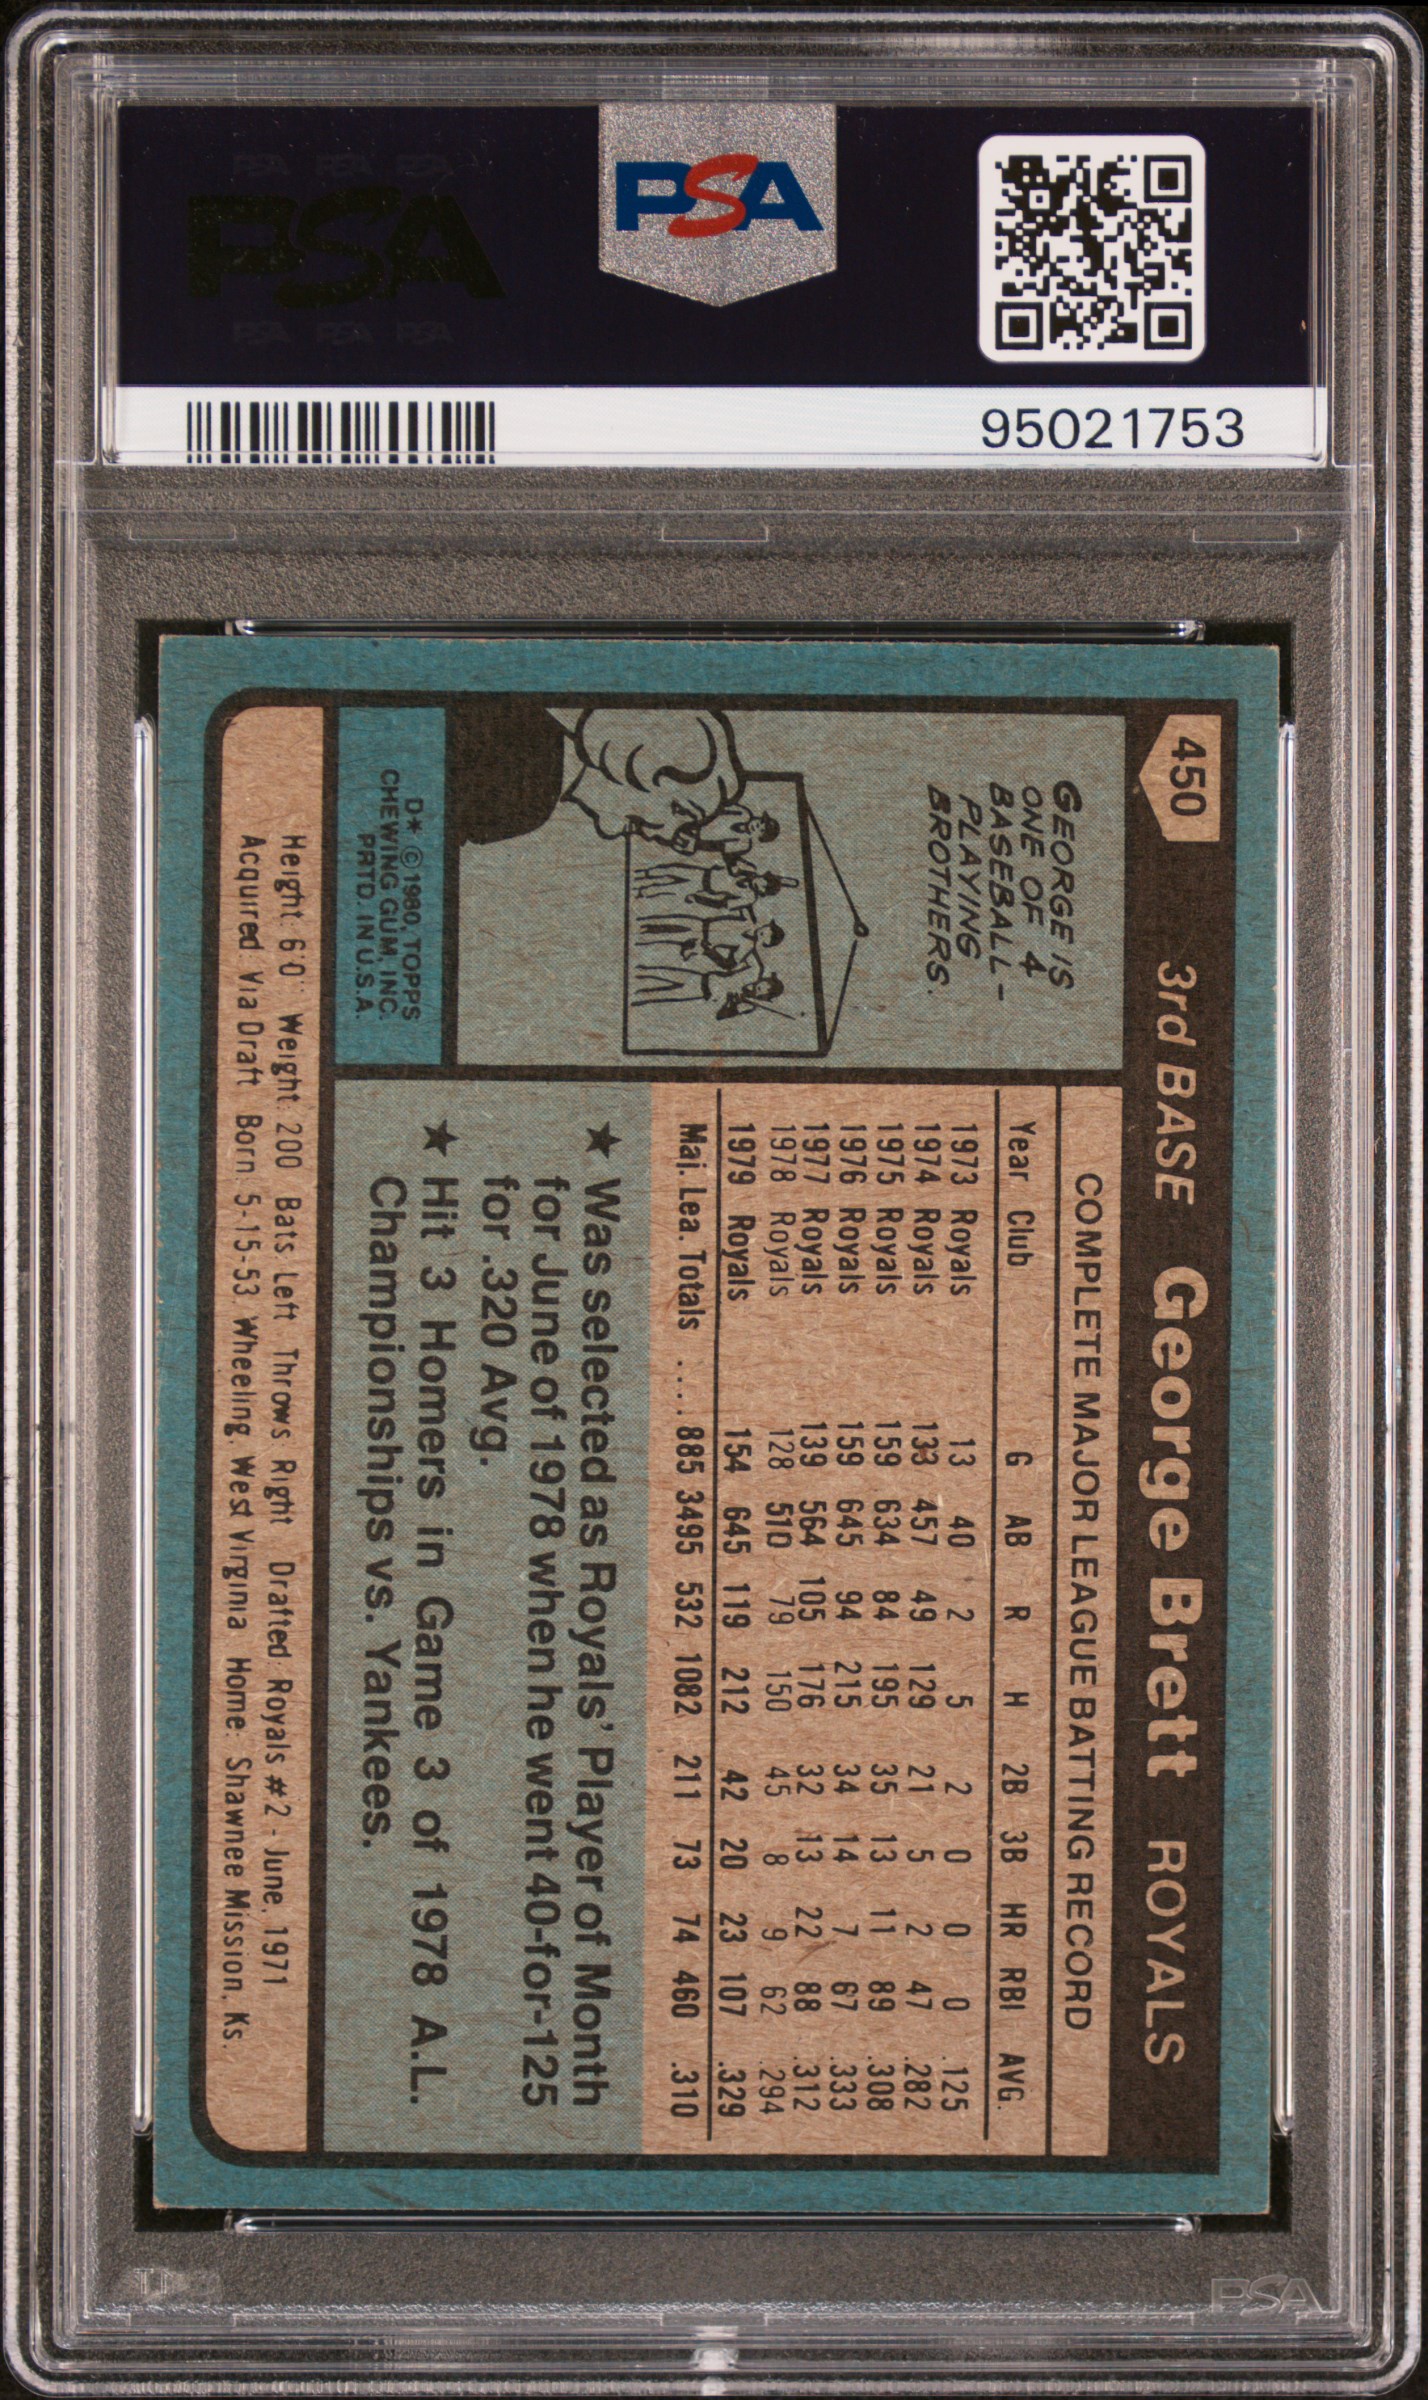 PSA
PSA PSA PSA
PSA
PSA PSA PSA
95021753
450
3rd BASE George Brett ROYALS
GEORGE IS
ONE OF 4
BASEBALL-
PLAYING
BROTHERS.
D* © 1980, TOPPS
CHEWING GUM, INC.
PRTD. IN U.S.A.
COMPLETE MAJOR LEAGUE BATTING RECORD
Year Club G AB R H 2B 3B HR RBI AVG.
1973 Royals 13 40 2 5 2 0 0 0 .125
1974 Royals 133 457 49 129 21 5 2 47 .282
1975 Royals 159 634 84 195 35 13 11 89 .308
1976 Royals 159 645 94 215 34 14 7 67 .333
1977 Royals 139 564 105 176 32 13 22 88 .312
1978 Royals 128 510 79 150 45 8 9 62 .294
1979 Royals 154 645 119 212 42 20 23 107 .329
Maj. Lea. Totals .... 885 3495 532 1082 211 73 74 460 .310
★ Was selected as Royals' Player of Month
for June of 1978 when he went 40-for-125
for .320 Avg.
★ Hit 3 Homers in Game 3 of 1978 A.L.
Championships vs. Yankees.
Height: 6'0" Weight: 200 Bats: Left Throws: Right Drafted: Royals #2 - June, 1971
Acquired: Via Draft Born: 5-15-53, Wheeling, West Virginia Home: Shawnee Mission, Ks.
PSA